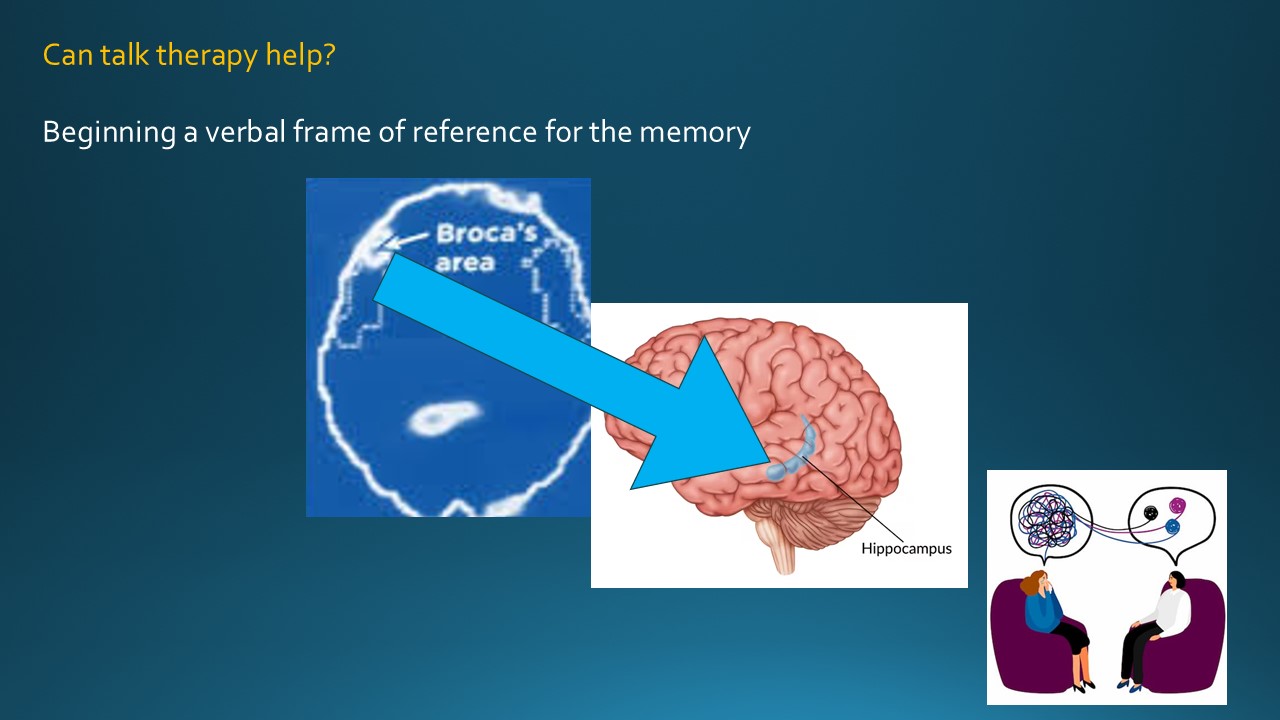 Can talk therapy help?
Beginning a verbal frame of reference for the memory
Broca's
area
Hippocampus